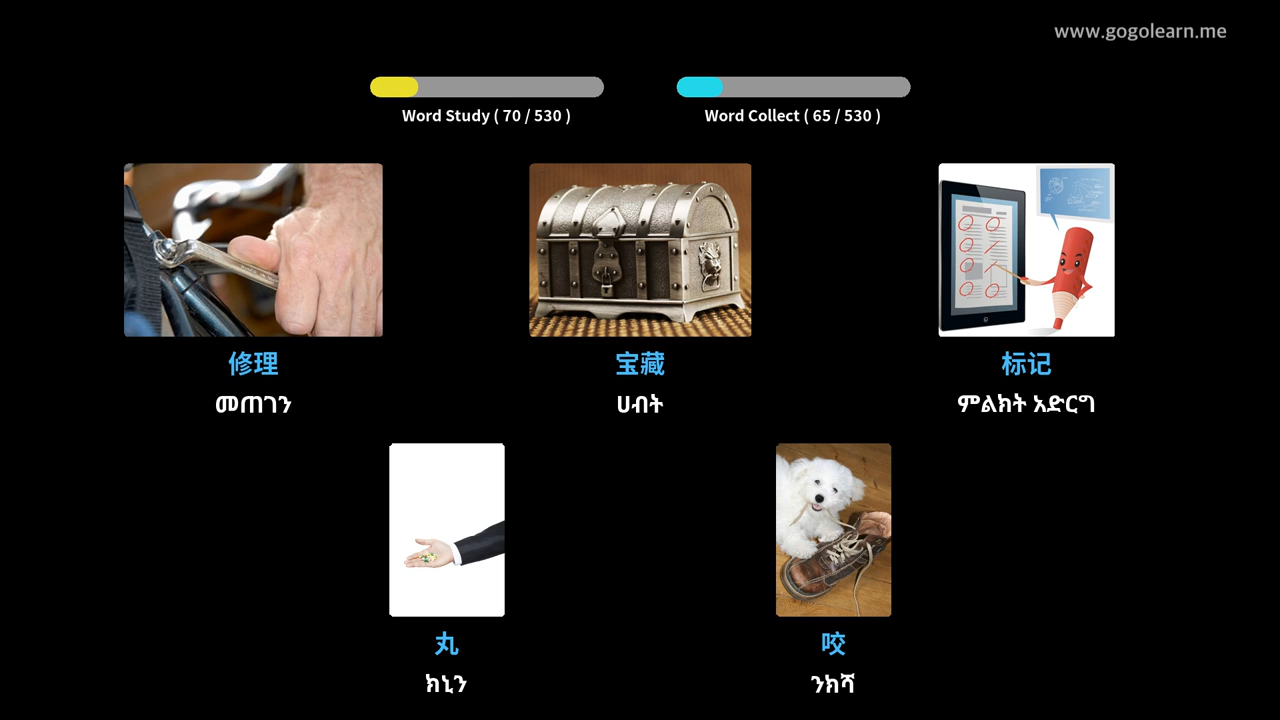 www.gogolearn.me
Word Study ( 70 / 530 )
Word Collect ( 65 / 530 )
修理
宝藏
标记
መጠገን
ሀብት
ምልክት አድርግ
丸
咬
ክኒን
ንክሻ